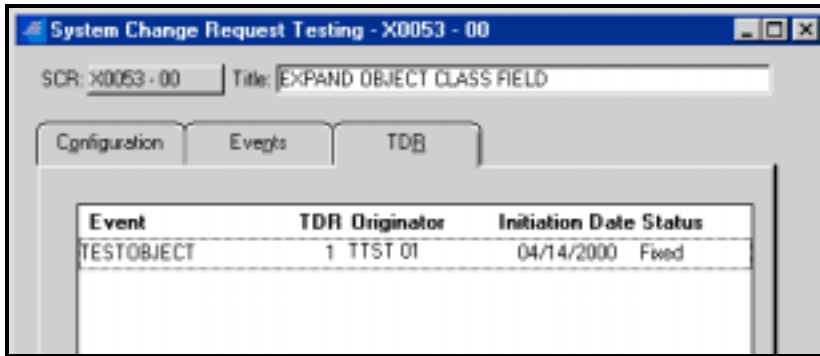 System Change Request Testing - X0053 - 00
SCR: X0053 - 00 Title: EXPAND OBJECT CLASS FIELD
Configuration Events TDR
Event TDR Originator Initiation Date Status
TESTOBJECT 1 TTST 01 04/14/2000 Fixed